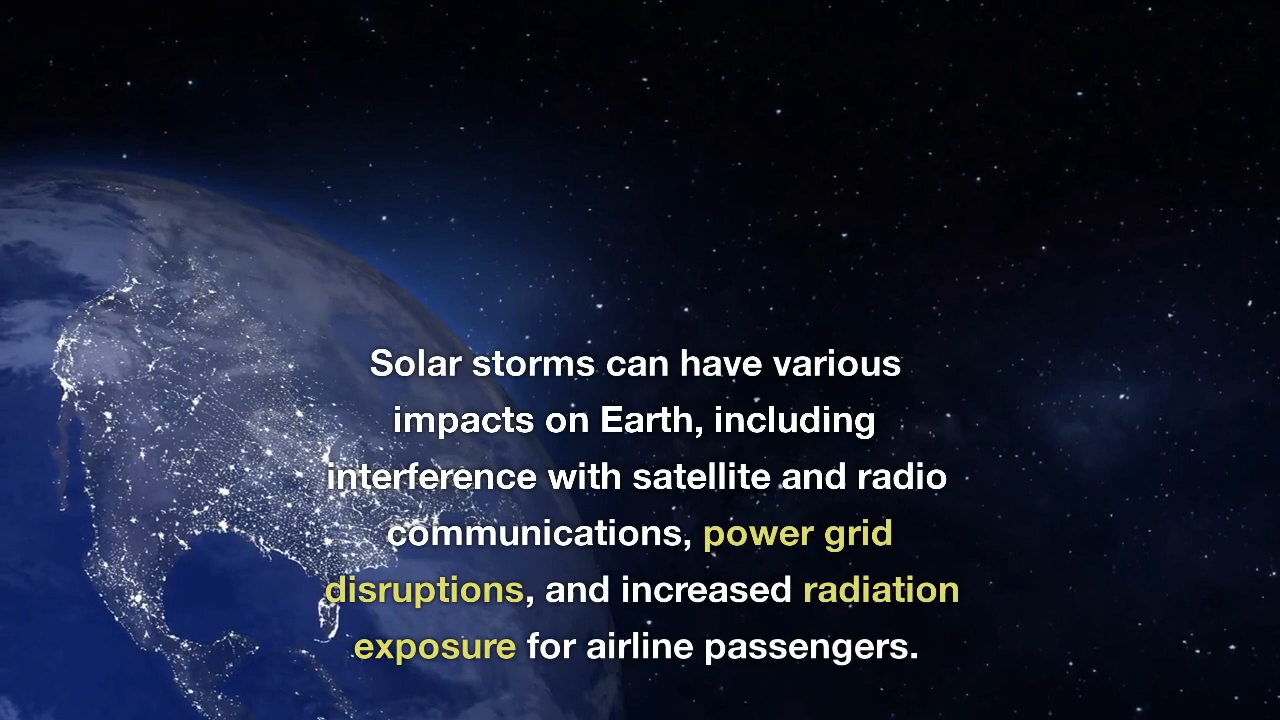 Solar storms can have various
impacts on Earth, including
interference with satellite and radio
communications, power grid
disruptions, and increased radiation
exposure for airline passengers.